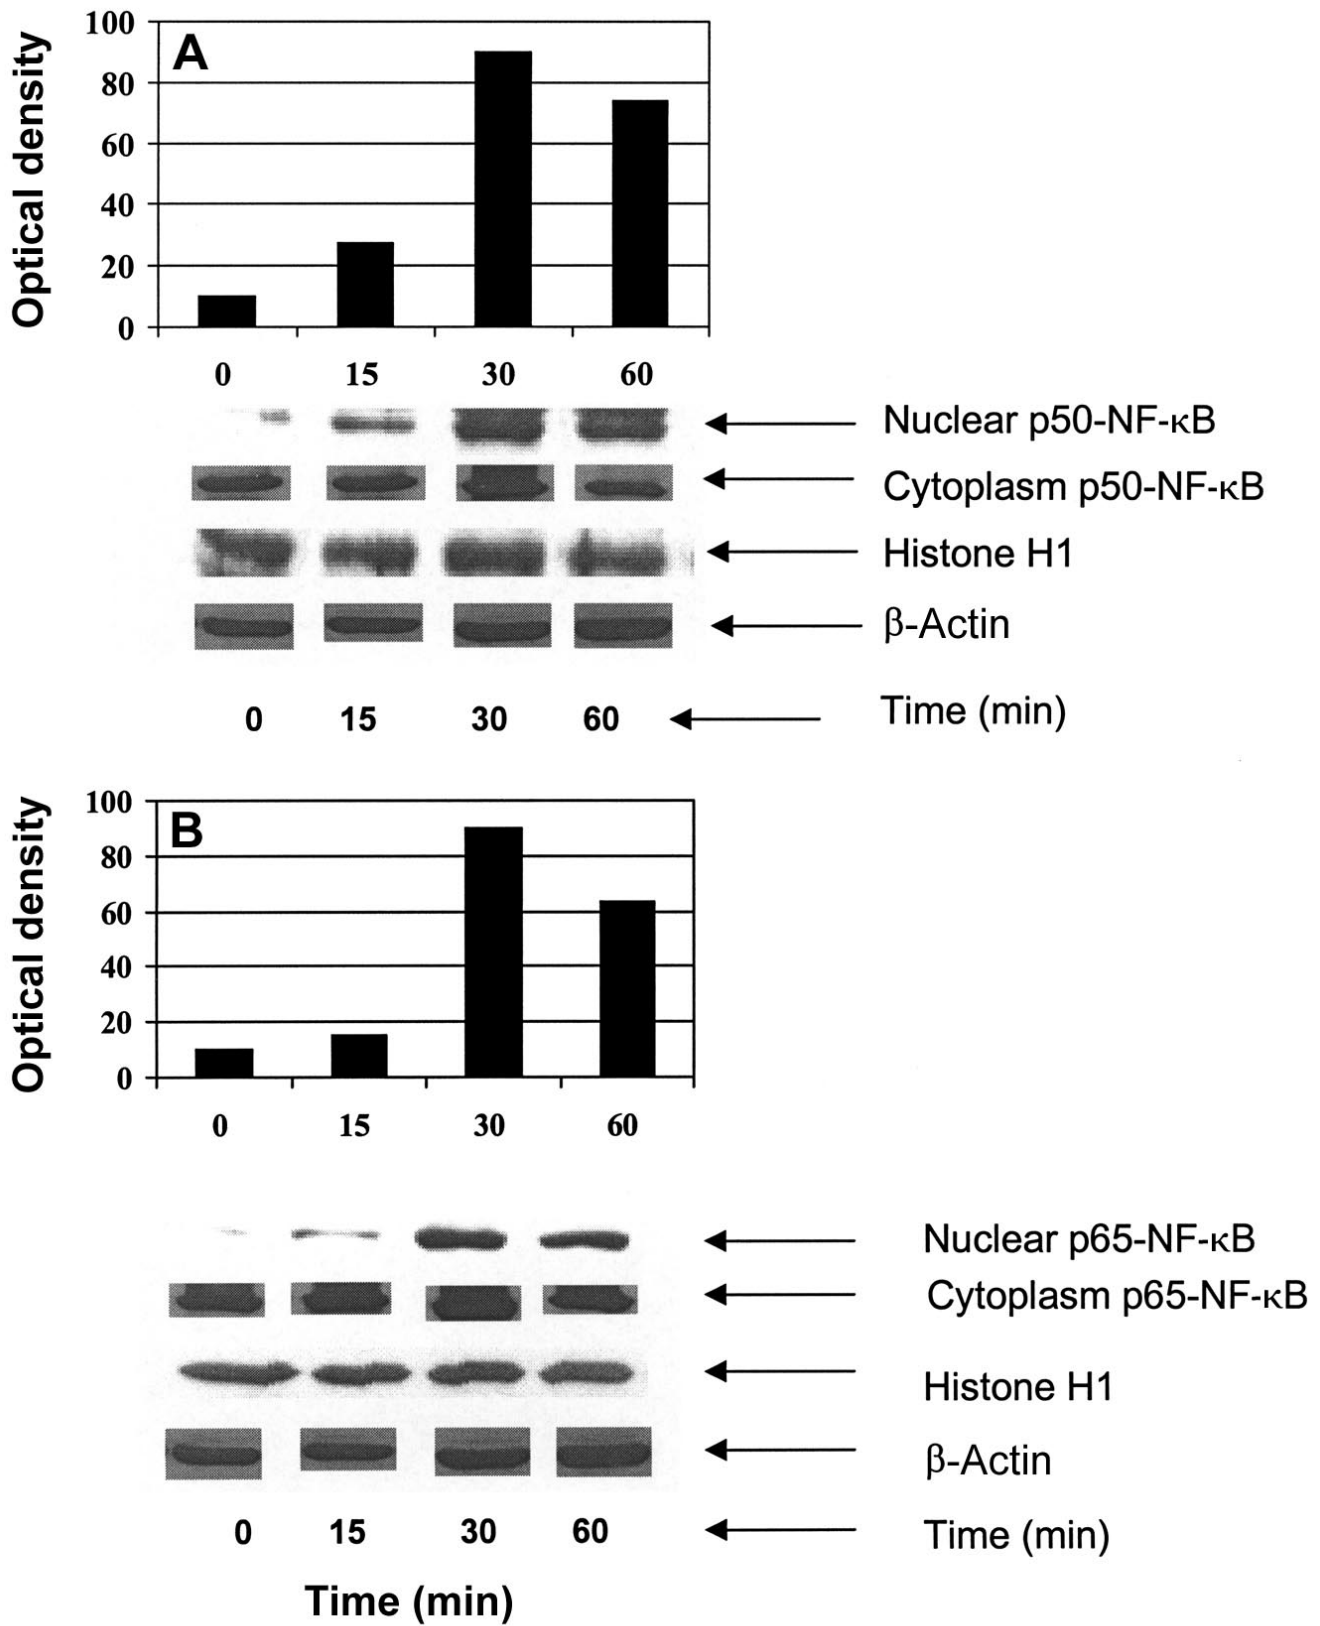 A
Optical density
100
80
60
40
20
0
0 15 30 60
Nuclear p50-NF-κB
Cytoplasm p50-NF-κB
Histone H1
β-Actin
0 15 30 60 Time (min)
B
Optical density
100
80
60
40
20
0
0 15 30 60
Nuclear p65-NF-κB
Cytoplasm p65-NF-κB
Histone H1
β-Actin
0 15 30 60 Time (min)
Time (min)